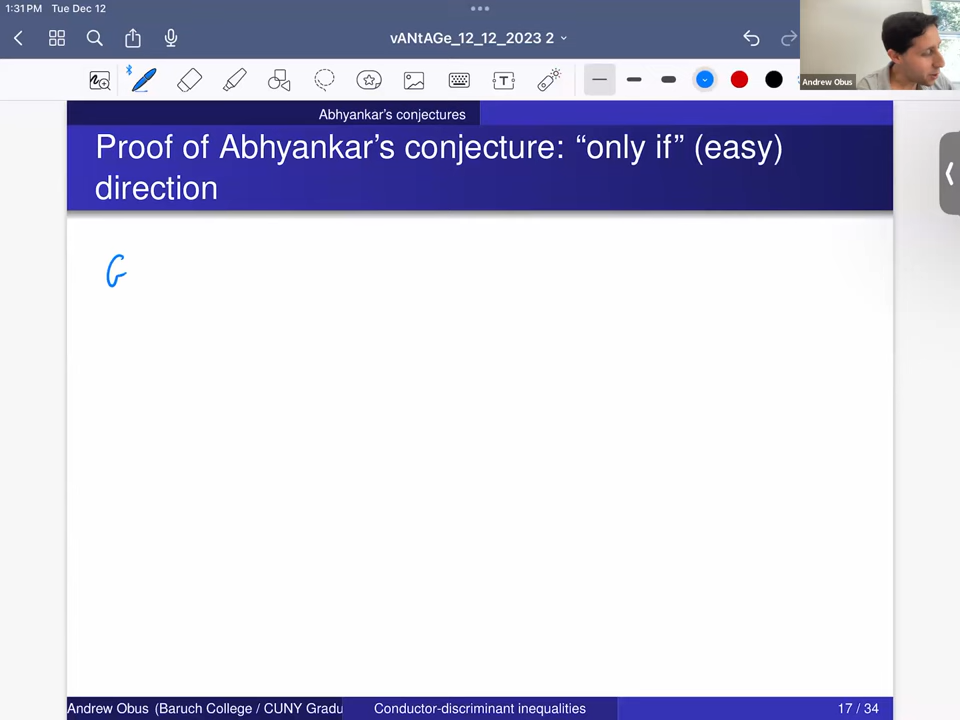 1:31 PM Tue Dec 12
vANtAGe_12_12_2023 2
Andrew Obus
Abhyankar's conjectures
Proof of Abhyankar's conjecture: “only if” (easy)
direction
G
Andrew Obus (Baruch College / CUNY Gradu
Conductor-discriminant inequalities
17 / 34